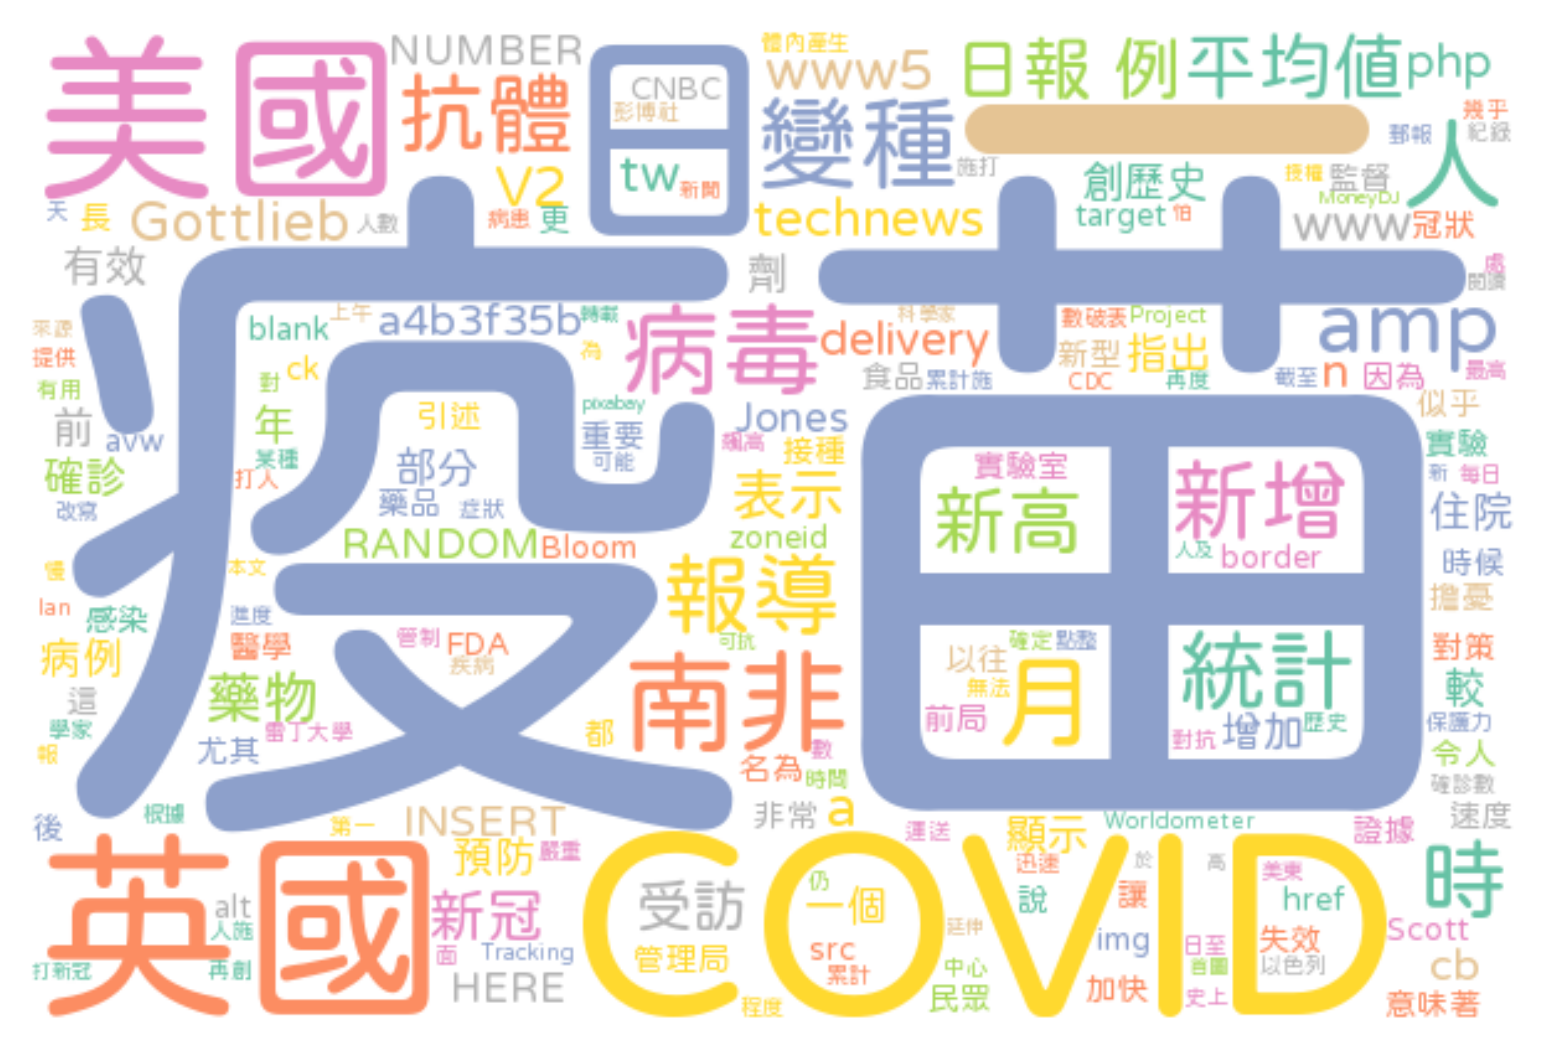 美國
NUMBER
抗體
日
CNBC
彭博社
tw
新聞
體內產生
www5
日報
例
平均值
php
變種
一
幾乎
郵報
紀錄
人
V2
施打
創歷史
授權
監督
MoneyDJ
天
長
Gottlieb
人數
病患
更
technews
target
怕
www
冠狀
有效
疫苗
劑
處
閱讀
來源
blank
上午
a4b3f35b
轉載
病毒
delivery
科學家
數破表
Project
amp
提供
ck
為
新型
指出
有用
對
食品
累計施
CDC
再度
截至
n
因為
最高
前
avw
年
引述
pixabay
重要
Jones
似乎
確診
某種
部分
可能
飆高
接種
實驗室
新增
實驗
打人
藥品
症狀
表示
新高
新
每日
改寫
住院
RANDOM
Bloom
zoneid
人及
border
時候
慢
本文
報導
擔憂
lan
感染
進度
管制
FDA
可抗
確定
點整
對策
病例
醫學
疾病
以往
統計
這
藥物
南非
無法
月
較
學家
雷丁大學
都
前局
對抗
增加
歷史
保護力
報
尤其
數
名為
時間
令人
確診數
後
根據
第一
INSERT
非常
a
運送
顯示
Worldometer
證據
速度
英國
預防
嚴重
COVID
迅速
於
高
美東
時
alt
新冠
受訪
仍
一個
說
讓
href
人施
面
Tracking
管理局
src
延伸
img
日至
失效
Scott
打新冠
再創
HERE
累計
中心
首圖
以色列
cb
程度
民眾
加快
史上
意味著